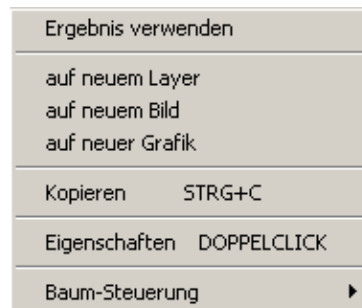 Ergebnis verwenden
auf neuem Layer
auf neuem Bild
auf neuer Grafik
Kopieren STRG+C
Eigenschaften DOPPELCLICK
Baum-Steuerung